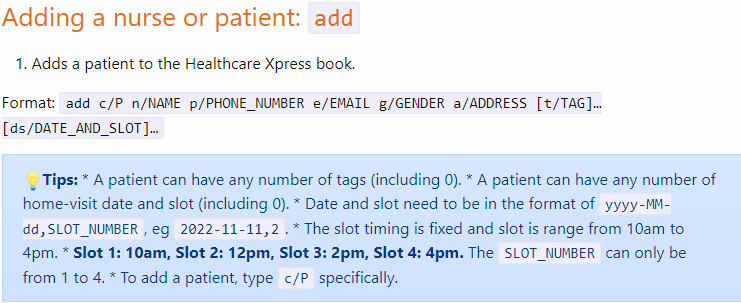 Adding a nurse or patient: add
1. Adds a patient to the Healthcare Xpress book.
Format: add c/P n/NAME p/PHONE_NUMBER e/EMAIL g/GENDER a/ADDRESS [t/TAG]…
[ds/DATE_AND_SLOT]…
💡Tips: * A patient can have any number of tags (including 0). * A patient can have any number of
home-visit date and slot (including 0). * Date and slot need to be in the format of yyyy-MM-
dd,SLOT_NUMBER , eg 2022-11-11,2 . * The slot timing is fixed and slot is range from 10am to
4pm. * Slot 1: 10am, Slot 2: 12pm, Slot 3: 2pm, Slot 4: 4pm. The SLOT_NUMBER can only be
from 1 to 4. * To add a patient, type c/P specifically.